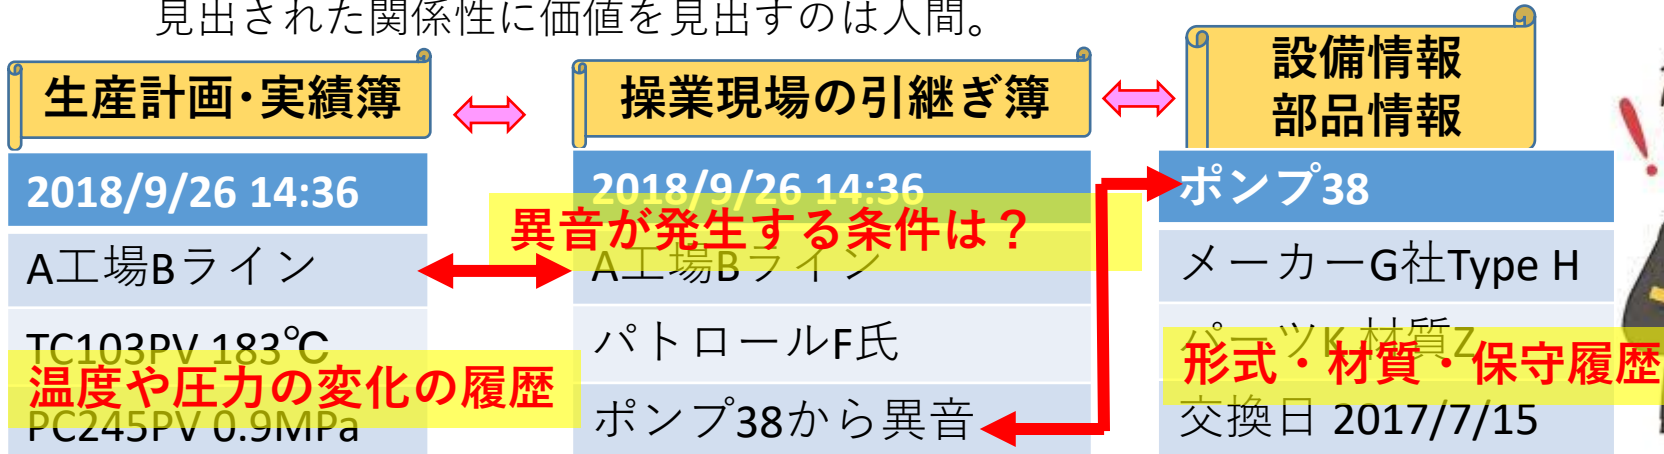 見出された関係性に価値を見出すのは人間。
生産計画・実績簿
2018/9/26 14:36
A工場Bライン
TC103PV 183℃
温度や圧力の変化の履歴
PC245PV 0.9MPa
操業現場の引継ぎ簿
2018/9/26 14:36
異音が発生する条件は？
A工場Bライン
パトロールF氏
ポンプ38から異音
設備情報
部品情報
ポンプ38
メーカーG社Type H
パーツK 材質Z
形式・材質・保守履歴
交換日 2017/7/15